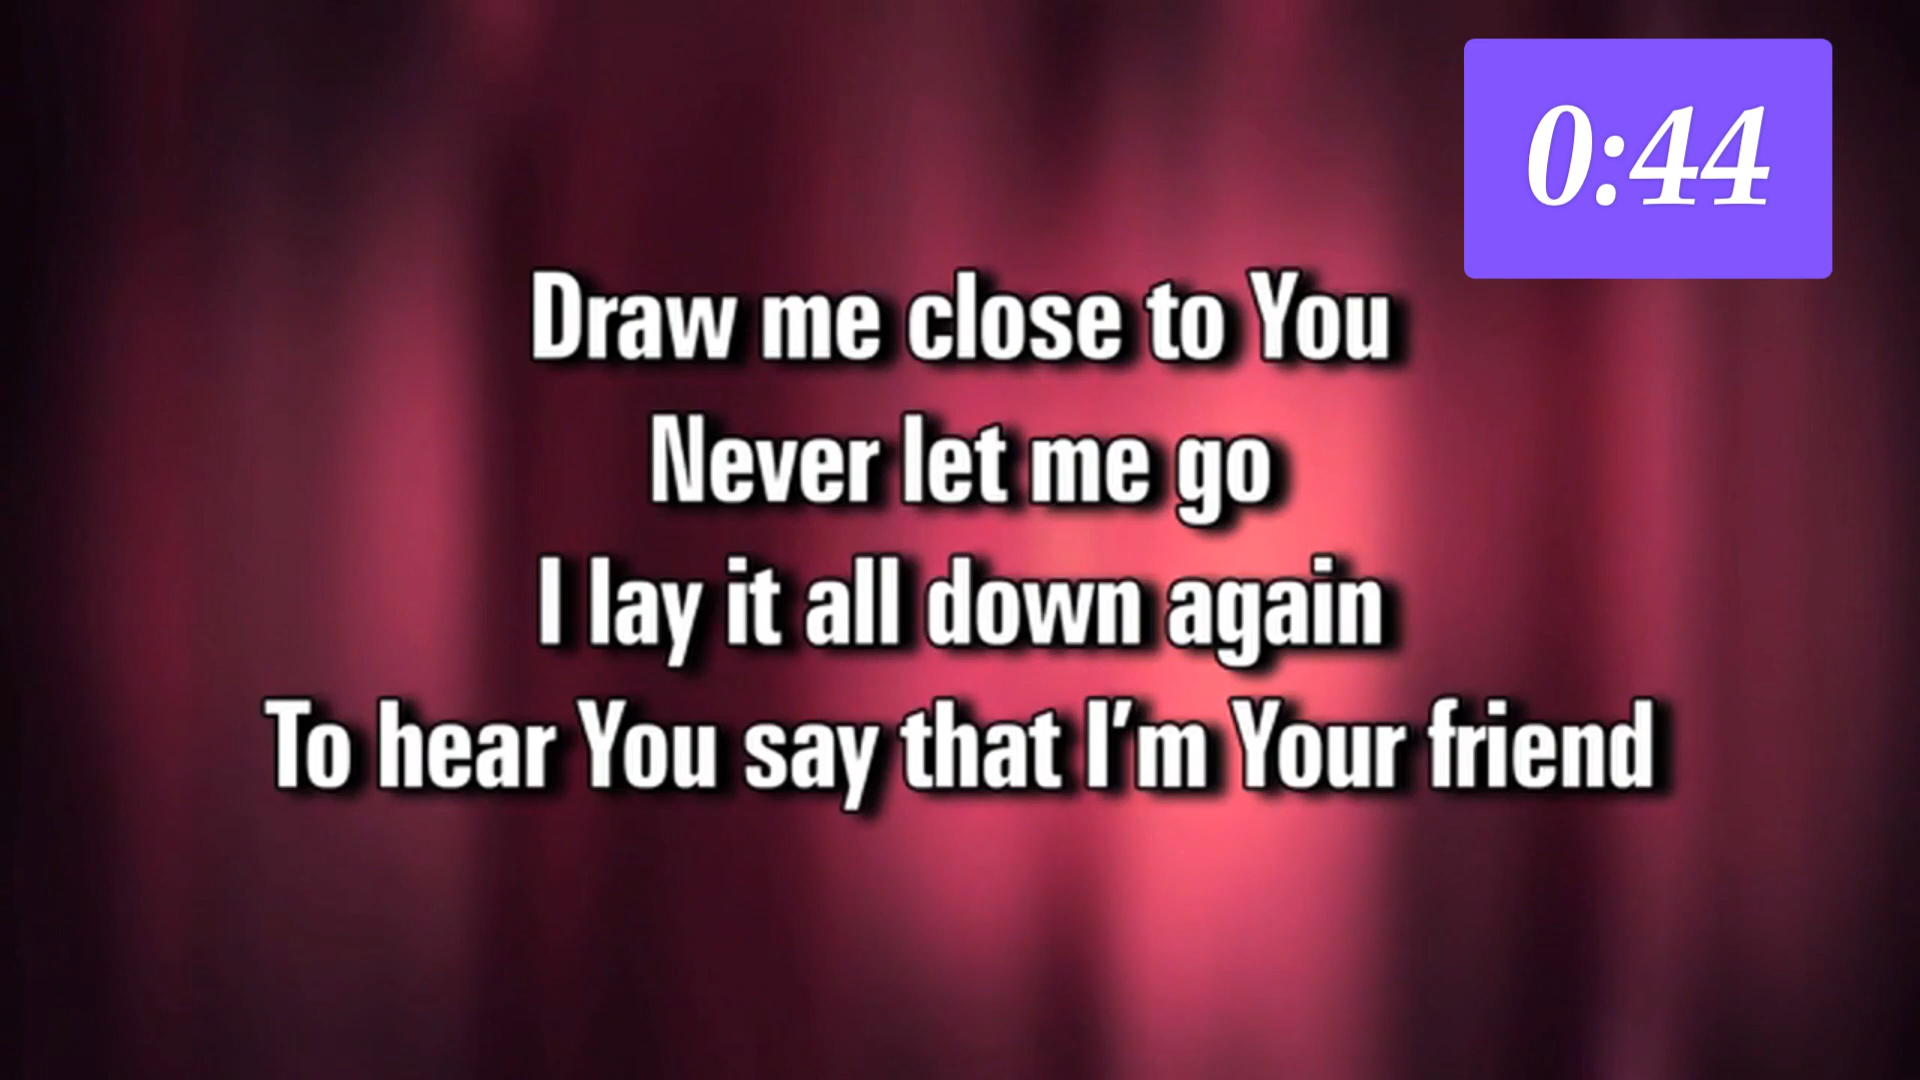 0:44
Draw me close to You
Never let me go
I lay it all down again
To hear You say that I'm Your friend